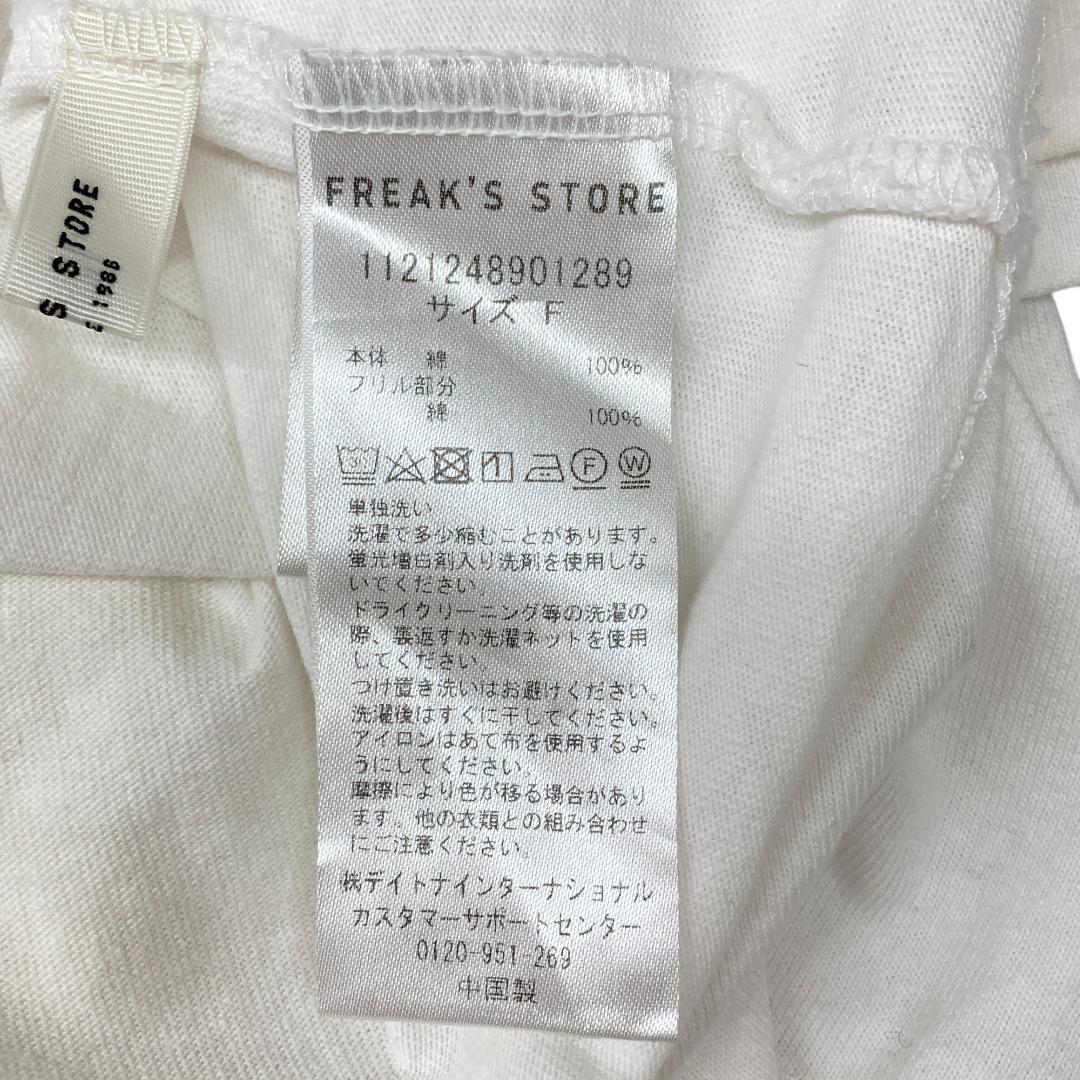 S STORE
E 1986
FREAK'S STORE
1121248901289
サイズ F
本体 綿 100%
フリル部分
綿 100%
30
F
W
単独洗い
洗濯で多少縮むことがあります。
蛍光増白剤入り洗剤を使用しな
いでください。
ドライクリーニング等の洗濯の
際、裏返すか洗濯ネットを使用
してください。
つけ置き洗いはお避けください。
洗濯後はすぐに干してください。
アイロンはあて布を使用するよ
うにしてください。
摩擦により色が移る場合があり
ます。他の衣類との組み合わせ
にご注意ください。
㈱デイトナインターナショナル
カスタマーサポートセンター
0120-951-269
中国製